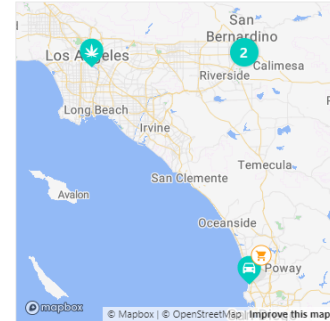 San
Bernardino
Los Angeles
2
Calimesa
Riverside
Long Beach
Irvine
Temecula
San Clemente
Avalon
Oceanside
Poway
mapbox
© Mapbox | © OpenStreetMap | Improve this map